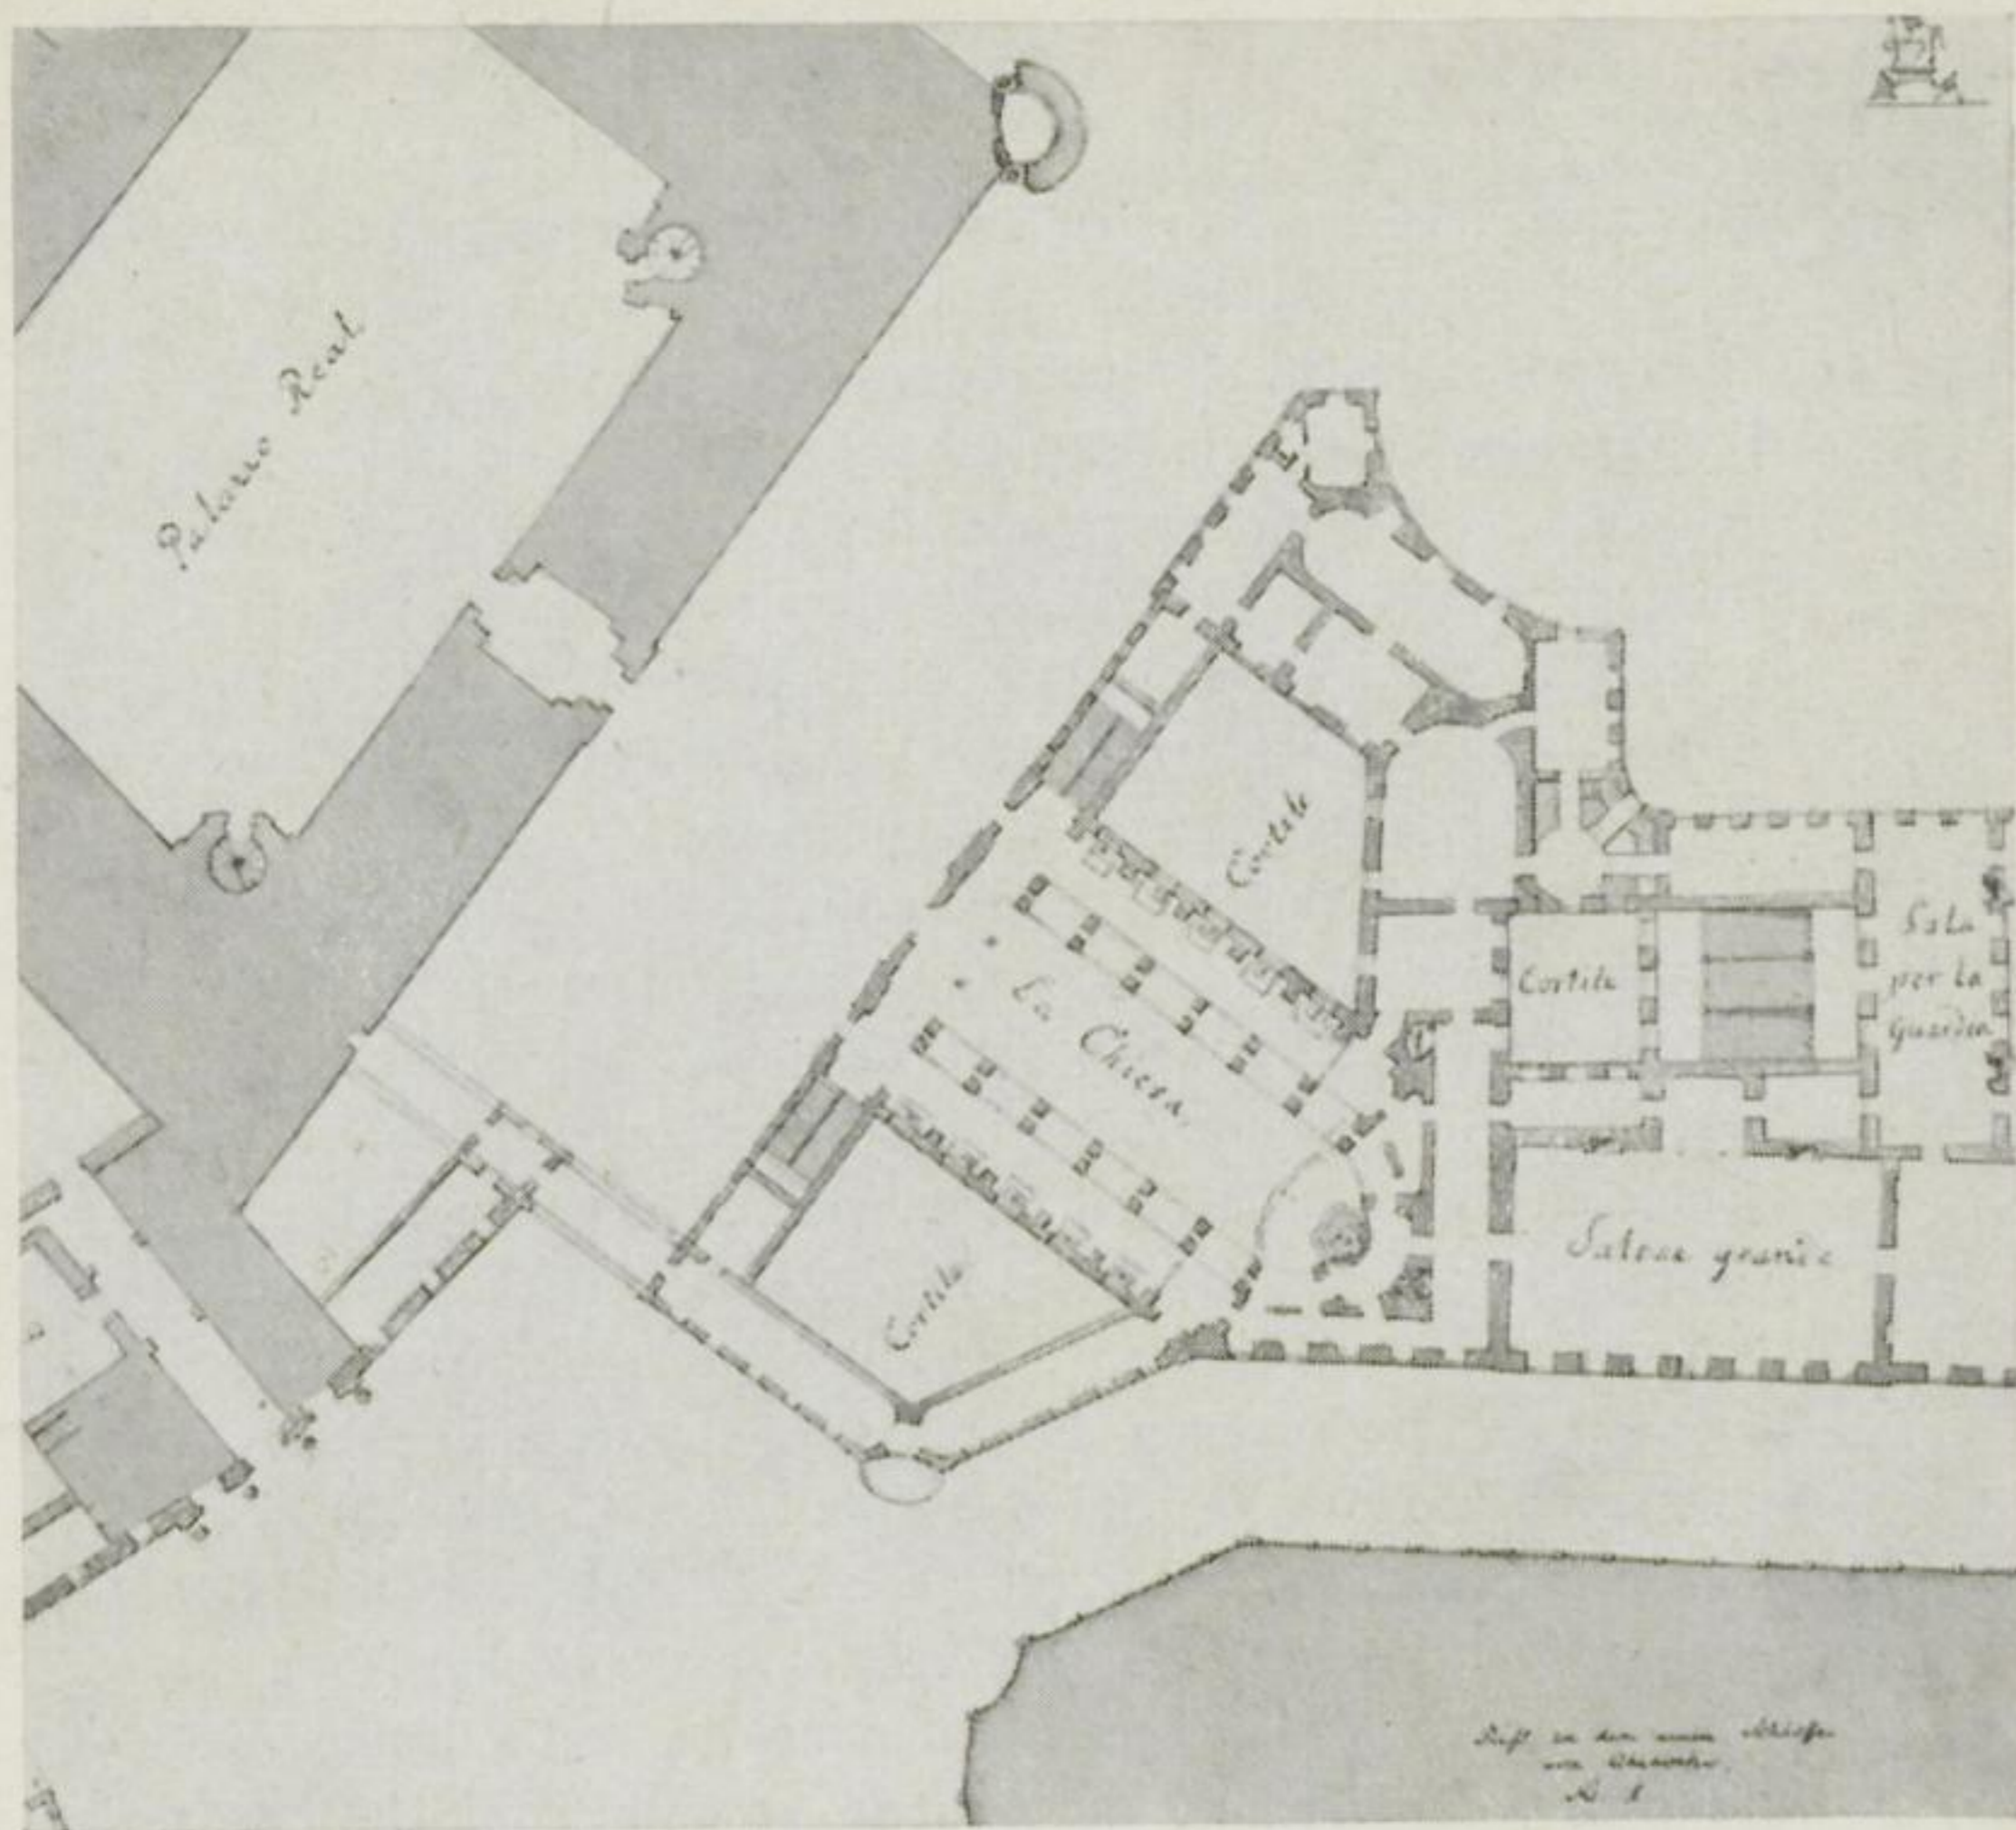 Palazzo Real
Cortile
La Chiesa
Cortile
Sala
per la
Guardia
Cortile
Salone grande